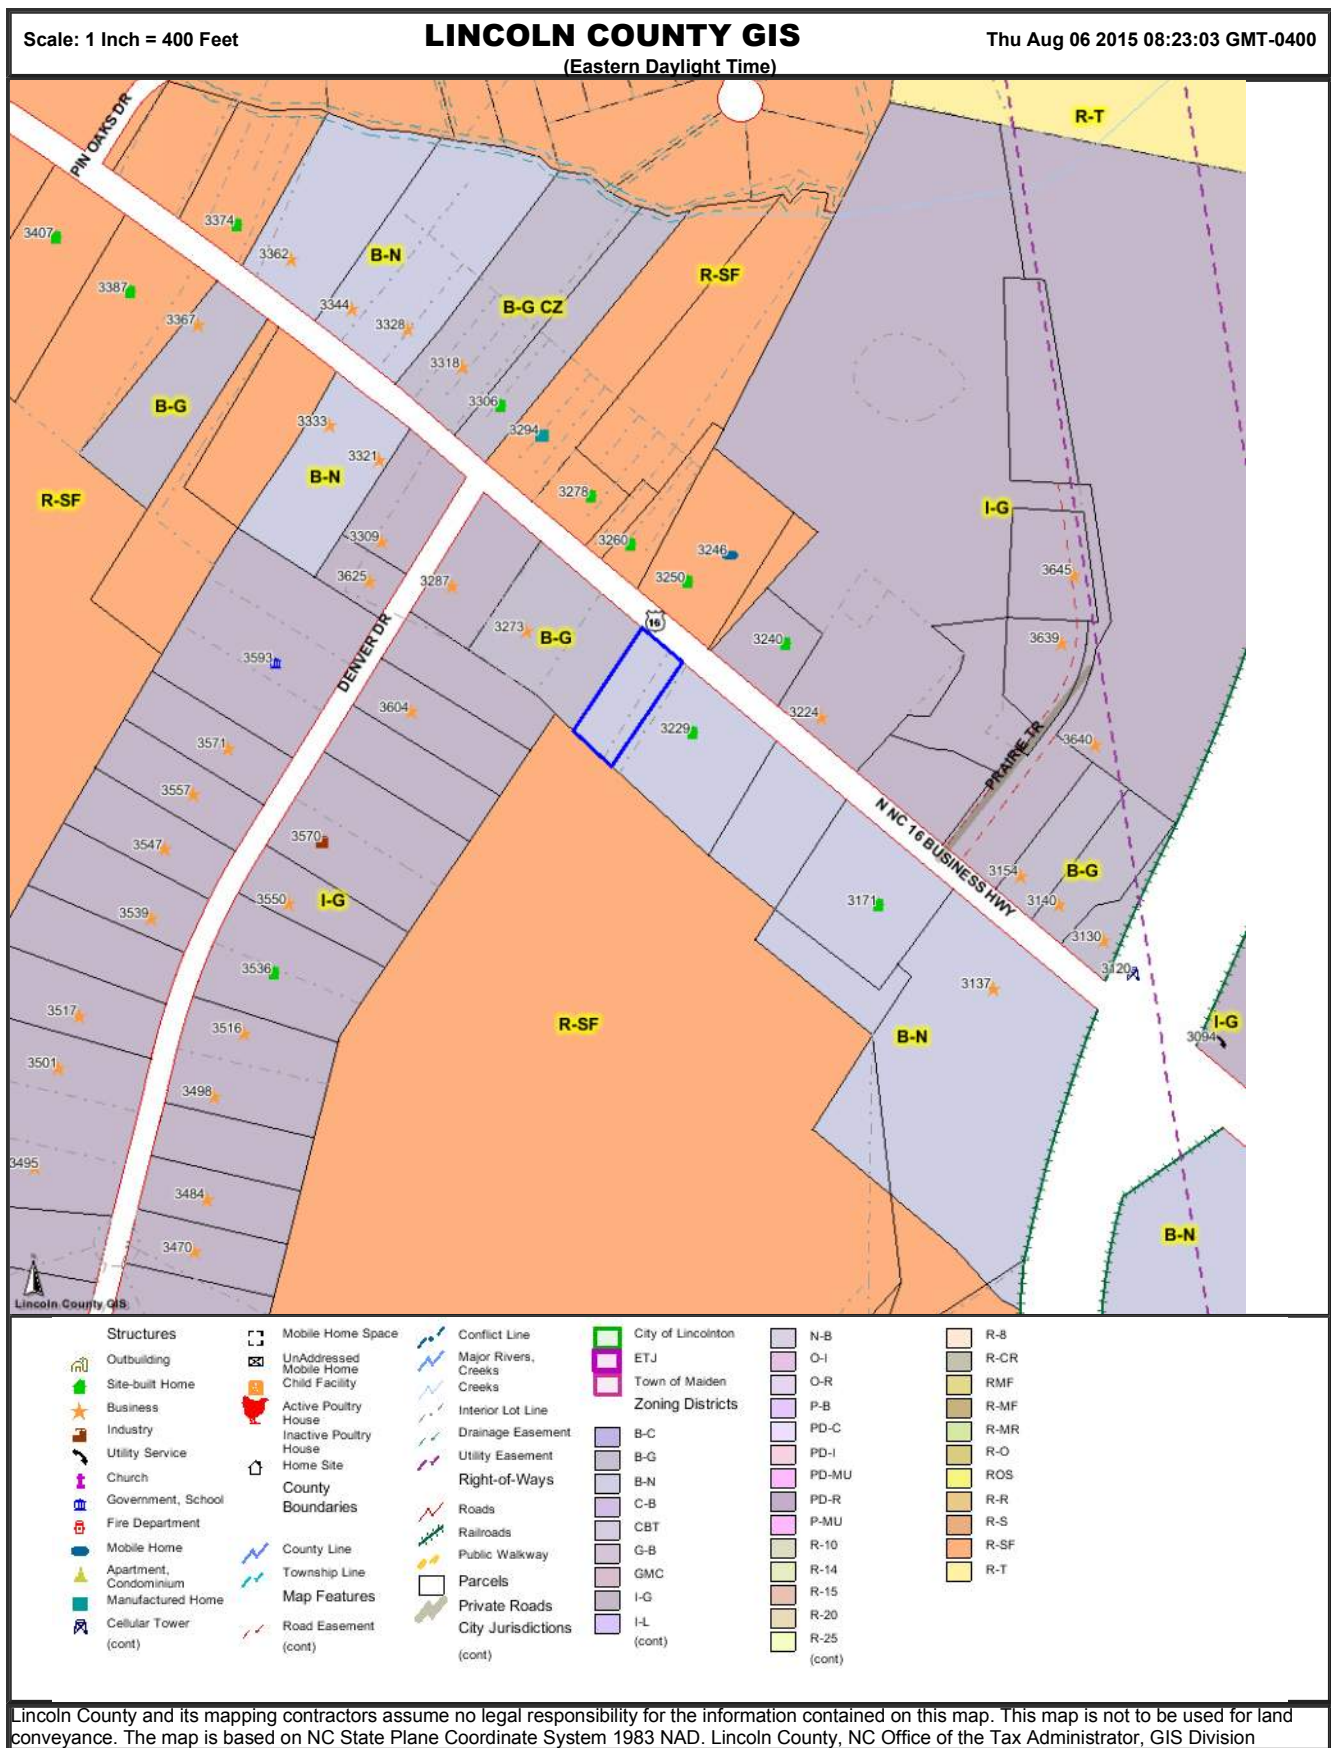 Scale: 1 Inch = 400 Feet
LINCOLN COUNTY GIS
Thu Aug 06 2015 08:23:03 GMT-0400
(Eastern Daylight Time)
PIN OAKS DR
R-T
3407
3374
3362
B-N
R-SF
3387
3367
3344
3328
B-G CZ
3318
B-G
3306
3333
3294
3321
B-N
R-SF
3278
I-G
3309
3260
3246
3625
3287
3250
3645
16
3273
B-G
3240
3639
3593
DENVER DR
3604
3224
3571
3229
3640
PRAIRIE TR
3557
3570
3547
N NC 16 BUSINESS HWY
3154
B-G
3550
I-G
3171
3140
3539
3130
3536
3120
3137
3517
3516
R-SF
B-N
I-G
3094
3501
3498
3495
3484
B-N
3470
Lincoln County GIS
Structures
Outbuilding
Site-built Home
Business
Industry
Utility Service
Church
Government, School
Fire Department
Mobile Home
Apartment,
Condominium
Manufactured Home
Cellular Tower
(cont)
Mobile Home Space
UnAddressed
Mobile Home
Child Facility
Active Poultry
House
Inactive Poultry
House
Home Site
County
Boundaries
County Line
Township Line
Map Features
Road Easement
(cont)
Conflict Line
Major Rivers,
Creeks
Creeks
Interior Lot Line
Drainage Easement
Utility Easement
Right-of-Ways
Roads
Railroads
Public Walkway
Parcels
Private Roads
City Jurisdictions
(cont)
City of Lincolnton
ETJ
Town of Maiden
Zoning Districts
B-C
B-G
B-N
C-B
CBT
G-B
GMC
I-G
I-L
(cont)
N-B
O-I
O-R
P-B
PD-C
PD-I
PD-MU
PD-R
P-MU
R-10
R-14
R-15
R-20
R-25
(cont)
R-8
R-CR
RMF
R-MF
R-MR
R-O
ROS
R-R
R-S
R-SF
R-T
Lincoln County and its mapping contractors assume no legal responsibility for the information contained on this map. This map is not to be used for land
conveyance. The map is based on NC State Plane Coordinate System 1983 NAD. Lincoln County, NC Office of the Tax Administrator, GIS Division